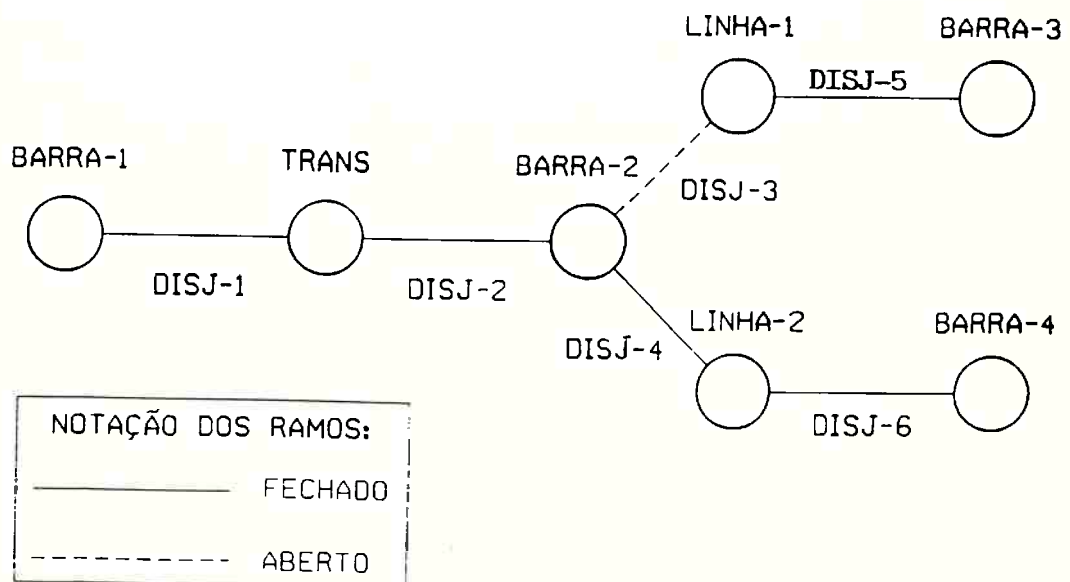 LINHA-1
BARRA-3
DISJ-5
BARRA-1
TRANS
BARRA-2
DISJ-3
DISJ-1
DISJ-2
LINHA-2
BARRA-4
DISJ-4
DISJ-6
NOTAÇÃO DOS RAMOS:
FECHADO
ABERTO